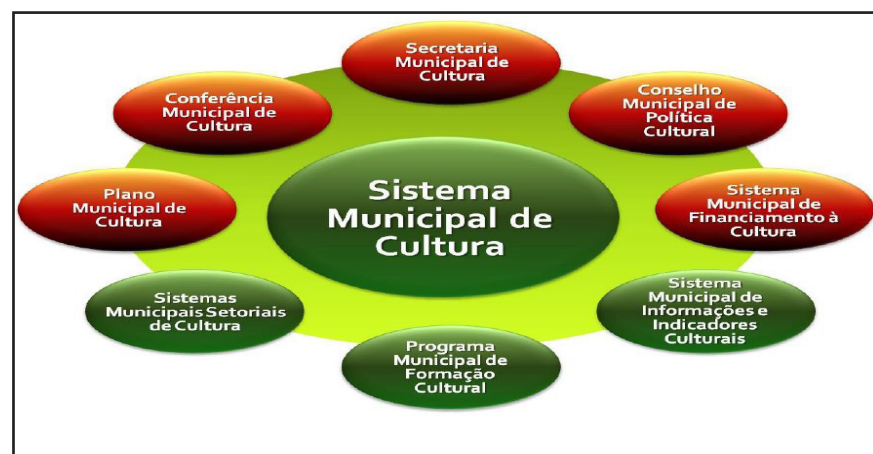 Secretaria
Municipal de
Cultura
Conferência
Municipal de
Cultura
Conselho
Municipal de
Política
Cultural
Plano
Municipal de
Cultura
Sistema
Municipal de
Cultura
Sistema
Municipal de
Financiamento à
Cultura
Sistemas
Municipais Setoriais
de Cultura
Sistema
Municipal de
Informações e
Indicadores
Culturais
Programa
Municipal de
Formação
Cultural